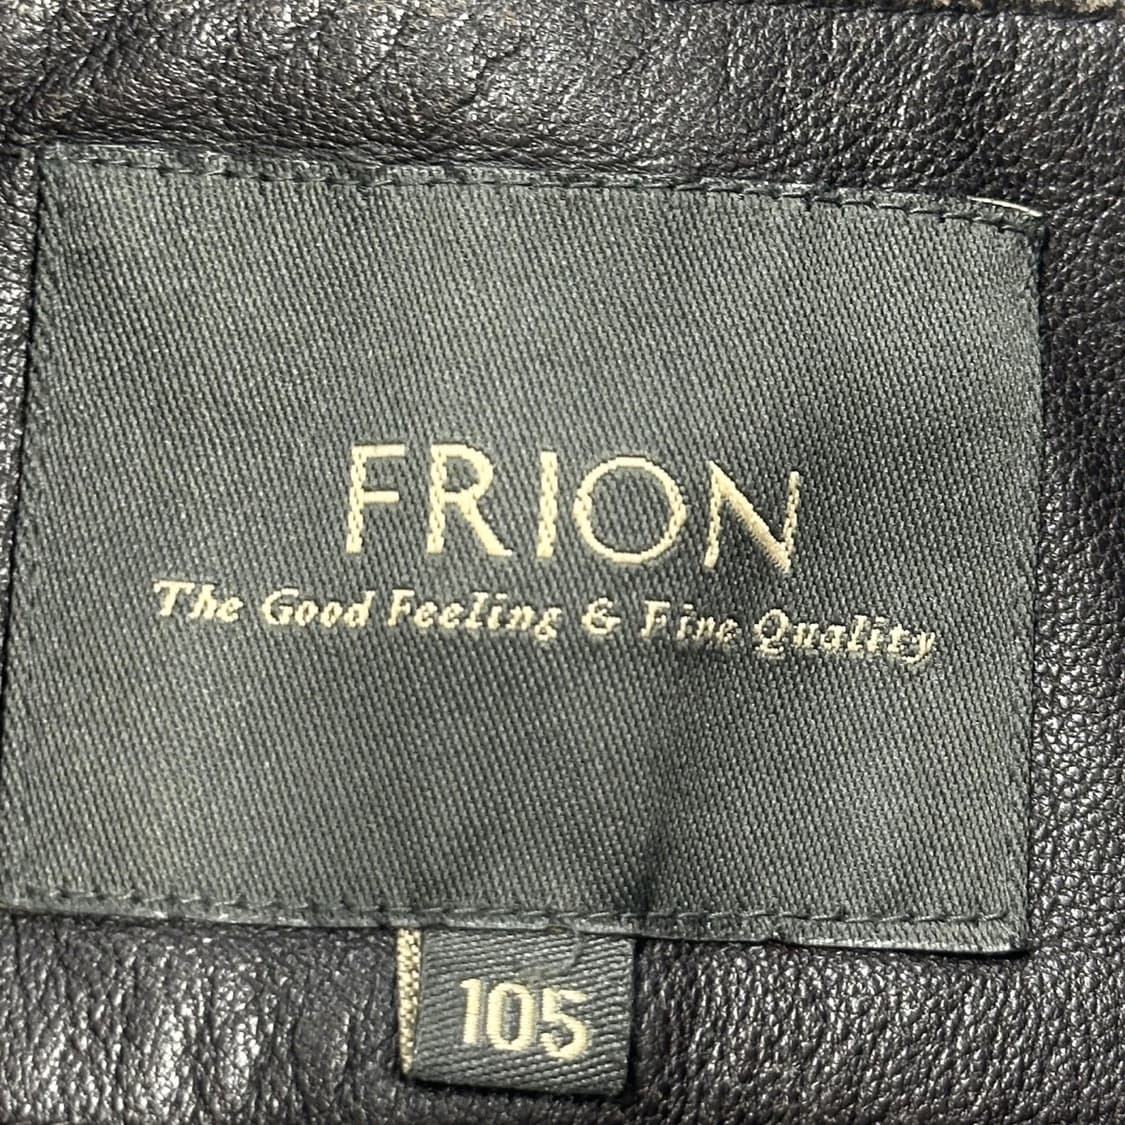 FRION
The Good Feeling & Fine Quality
105